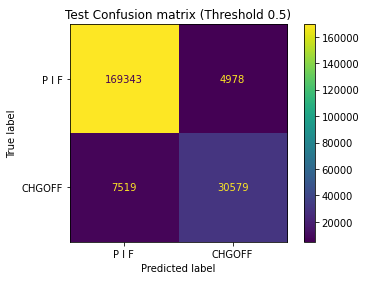 Test Confusion matrix (Threshold 0.5)
True label
P I F
169343
4978
CHGOFF
7519
30579
P I F
CHGOFF
Predicted label
160000
140000
120000
100000
80000
60000
40000
20000